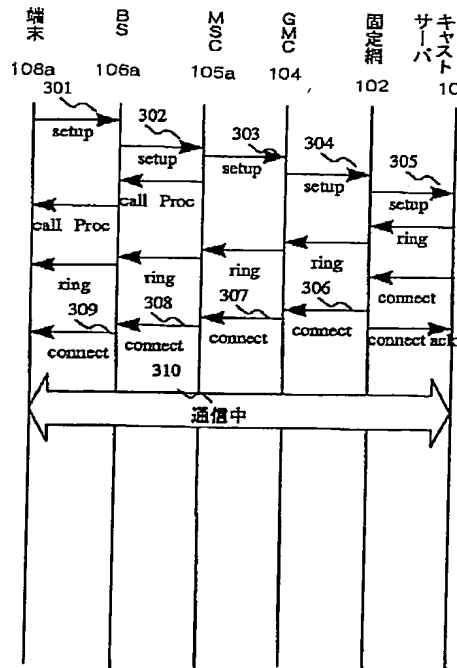 端末
BS
MSC
GMC
固定網
キャスト
サーバ
108a
106a
105a
104
102
10
301
setup
302
setup
303
setup
304
setup
305
setup
call Proc
call Proc
ring
ring
ring
ring
ring
connect
309
connect
308
connect
307
connect
306
connect
connect ack
310
通信中